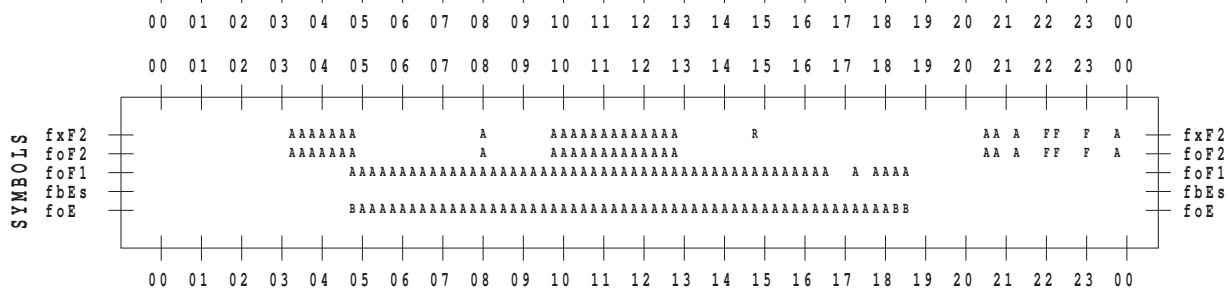 00 01 02 03 04 05 06 07 08 09 10 11 12 13 14 15 16 17 18 19 20 21 22 23 00
00 01 02 03 04 05 06 07 08 09 10 11 12 13 14 15 16 17 18 19 20 21 22 23 00
SYMBOLS
fxF2 AAAAAAA A AAAAAAAAAAAAA R AA A FF F A fxF2
foF2 AAAAAAA A AAAAAAAAAAAAA AA A FF F A foF2
foF1 AAAAAAAAAAAAAAAAAAAAAAAAAAAAAAAAAAAAAAAAAAAAAAAA A AAAA foF1
fbEs fbEs
foE BAAAAAAAAAAAAAAAAAAAAAAAAAAAAAAAAAAAAAAAAAAAAAAAAAAAAABB foE
00 01 02 03 04 05 06 07 08 09 10 11 12 13 14 15 16 17 18 19 20 21 22 23 00